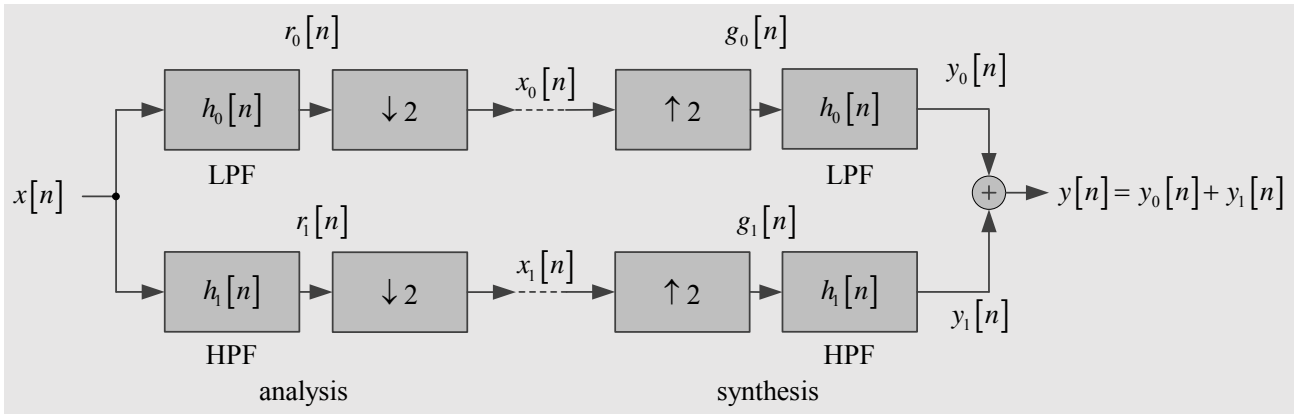 r₀[n]
g₀[n]
h₀[n]
↓2
x₀[n]
↑2
h₀[n]
y₀[n]
LPF
LPF
x[n]
+
y[n] = y₀[n] + y₁[n]
r₁[n]
g₁[n]
h₁[n]
↓2
x₁[n]
↑2
h₁[n]
y₁[n]
HPF
HPF
analysis
synthesis